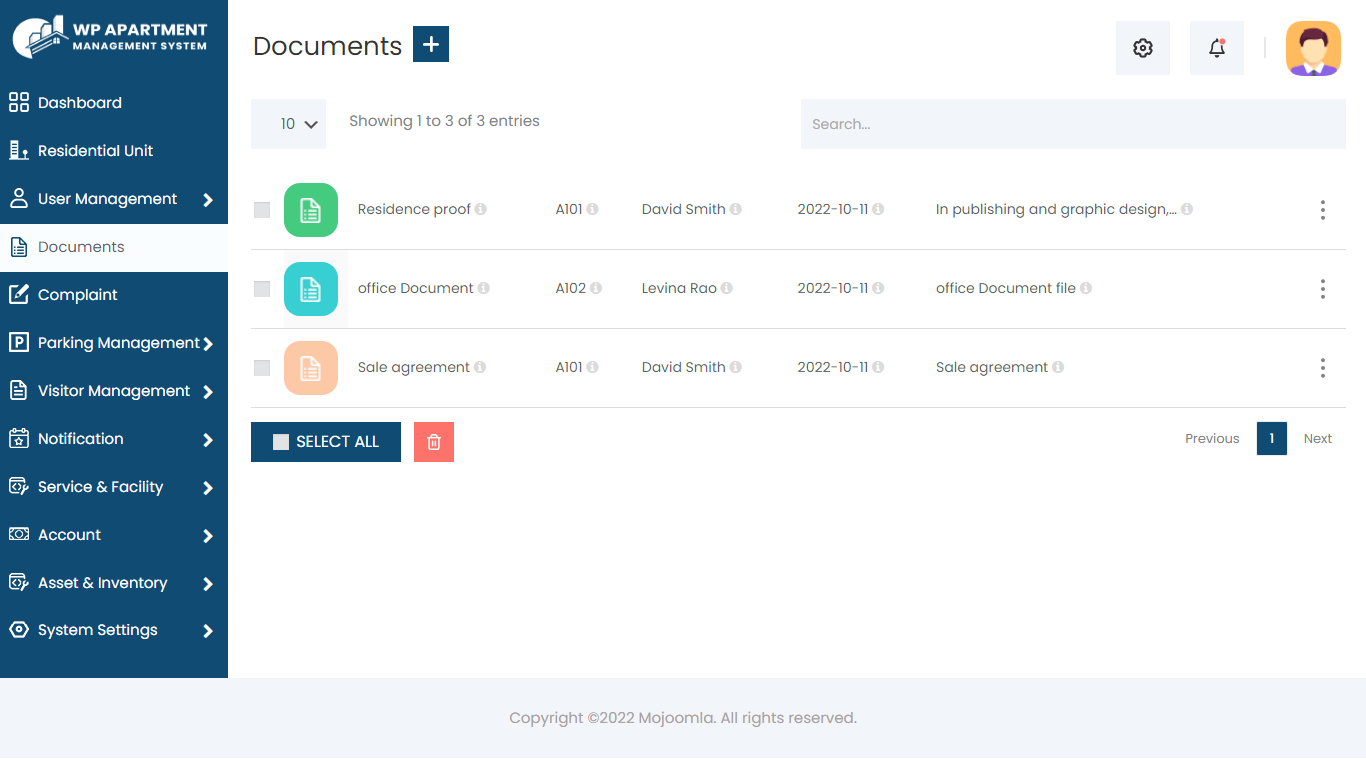 WP APARTMENT
MANAGEMENT SYSTEM
Dashboard
Residential Unit
User Management
Documents
Complaint
Parking Management
Visitor Management
Notification
Service & Facility
Account
Asset & Inventory
System Settings
Documents +
10 Showing 1 to 3 of 3 entries Search...
Residence proof A101 David Smith 2022-10-11 In publishing and graphic design,...
office Document A102 Levina Rao 2022-10-11 office Document file
Sale agreement A101 David Smith 2022-10-11 Sale agreement
SELECT ALL Previous 1 Next
Copyright ©2022 Mojoomla. All rights reserved.